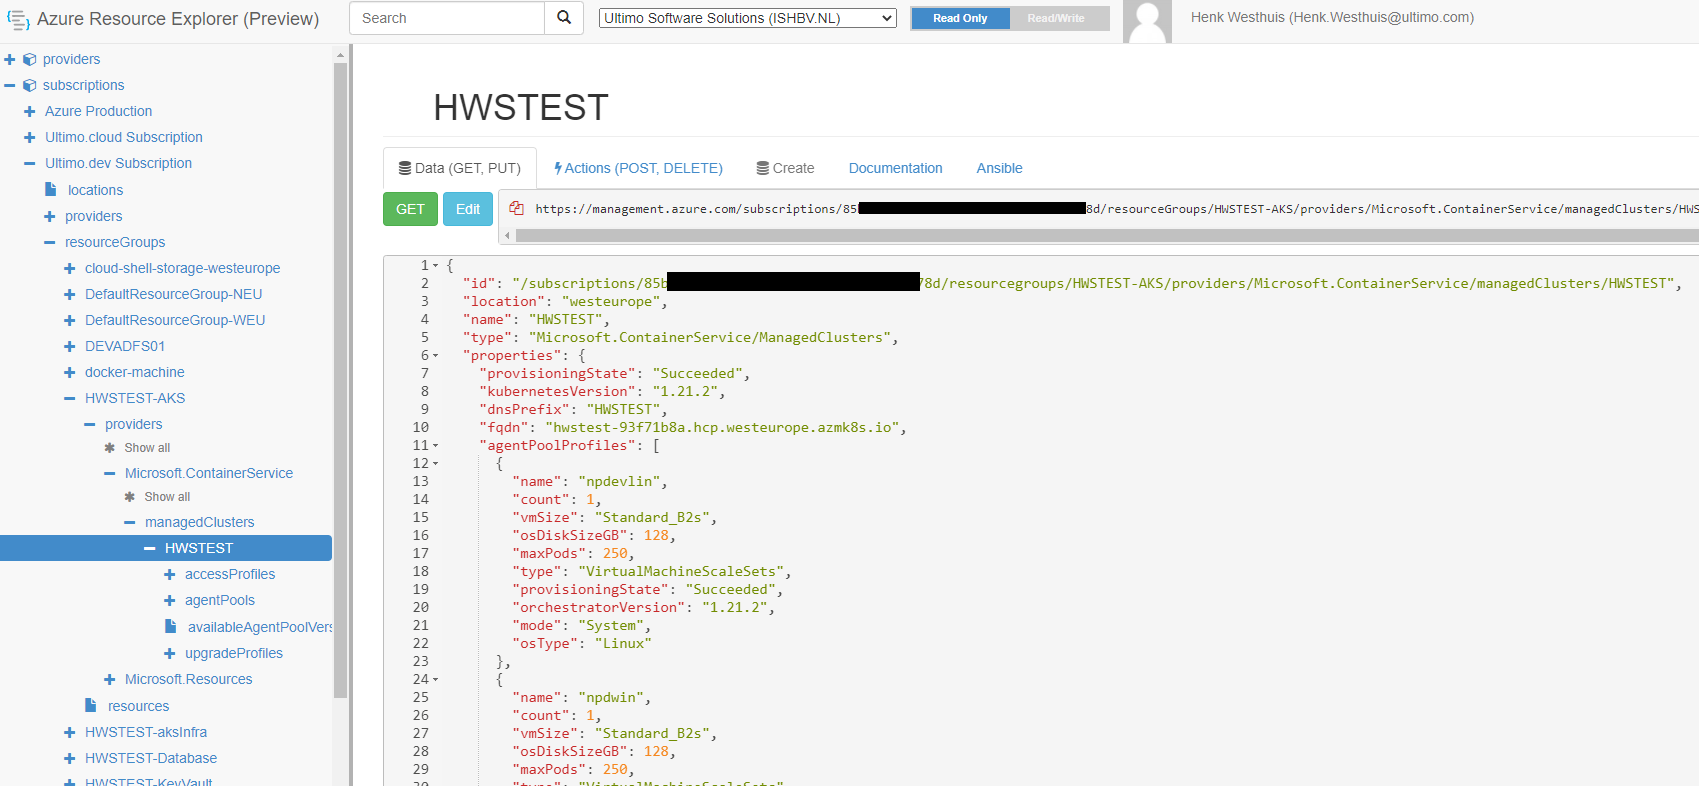 Azure Resource Explorer (Preview)
Search
Ultimo Software Solutions (ISHBV.NL)
Read Only
Read/Write
Henk Westhuis (Henk.Westhuis@ultimo.com)
providers
subscriptions
Azure Production
Ultimo.cloud Subscription
Ultimo.dev Subscription
locations
providers
resourceGroups
cloud-shell-storage-westeurope
DefaultResourceGroup-NEU
DefaultResourceGroup-WEU
DEVADFS01
docker-machine
HWSTEST-AKS
providers
Show all
Microsoft.ContainerService
Show all
managedClusters
HWSTEST
accessProfiles
agentPools
availableAgentPoolVers
upgradeProfiles
Microsoft.Resources
resources
HWSTEST-aksInfra
HWSTEST-Database
HWSTEST-KeyVault
HWSTEST
Data (GET, PUT)
Actions (POST, DELETE)
Create
Documentation
Ansible
GET
Edit
https://management.azure.com/subscriptions/85 8d/resourceGroups/HWSTEST-AKS/providers/Microsoft.ContainerService/managedClusters/HWS
1 {
2 "id": "/subscriptions/85b 78d/resourcegroups/HWSTEST-AKS/providers/Microsoft.ContainerService/managedClusters/HWSTEST",
3 "location": "westeurope",
4 "name": "HWSTEST",
5 "type": "Microsoft.ContainerService/ManagedClusters",
6 "properties": {
7 "provisioningState": "Succeeded",
8 "kubernetesVersion": "1.21.2",
9 "dnsPrefix": "HWSTEST",
10 "fqdn": "hwstest-93f71b8a.hcp.westeurope.azmk8s.io",
11 "agentPoolProfiles": [
12 {
13 "name": "npdevlin",
14 "count": 1,
15 "vmSize": "Standard_B2s",
16 "osDiskSizeGB": 128,
17 "maxPods": 250,
18 "type": "VirtualMachineScaleSets",
19 "provisioningState": "Succeeded",
20 "orchestratorVersion": "1.21.2",
21 "mode": "System",
22 "osType": "Linux"
23 },
24 {
25 "name": "npdwin",
26 "count": 1,
27 "vmSize": "Standard_B2s",
28 "osDiskSizeGB": 128,
29 "maxPods": 250,
30 "type": "VirtualMachineScaleSets"